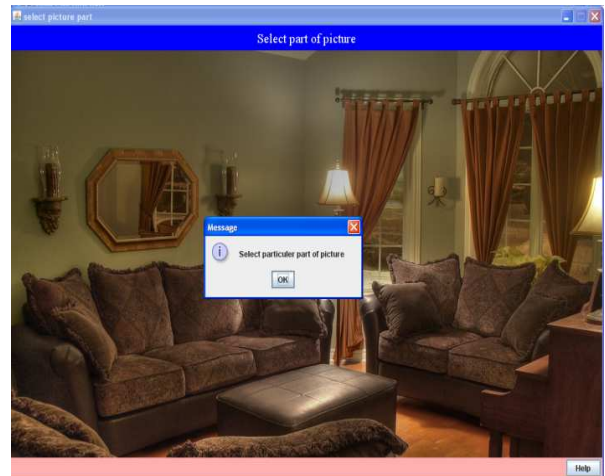 select picture part
Select part of picture
Message
Select particuler part of picture
OK
Help